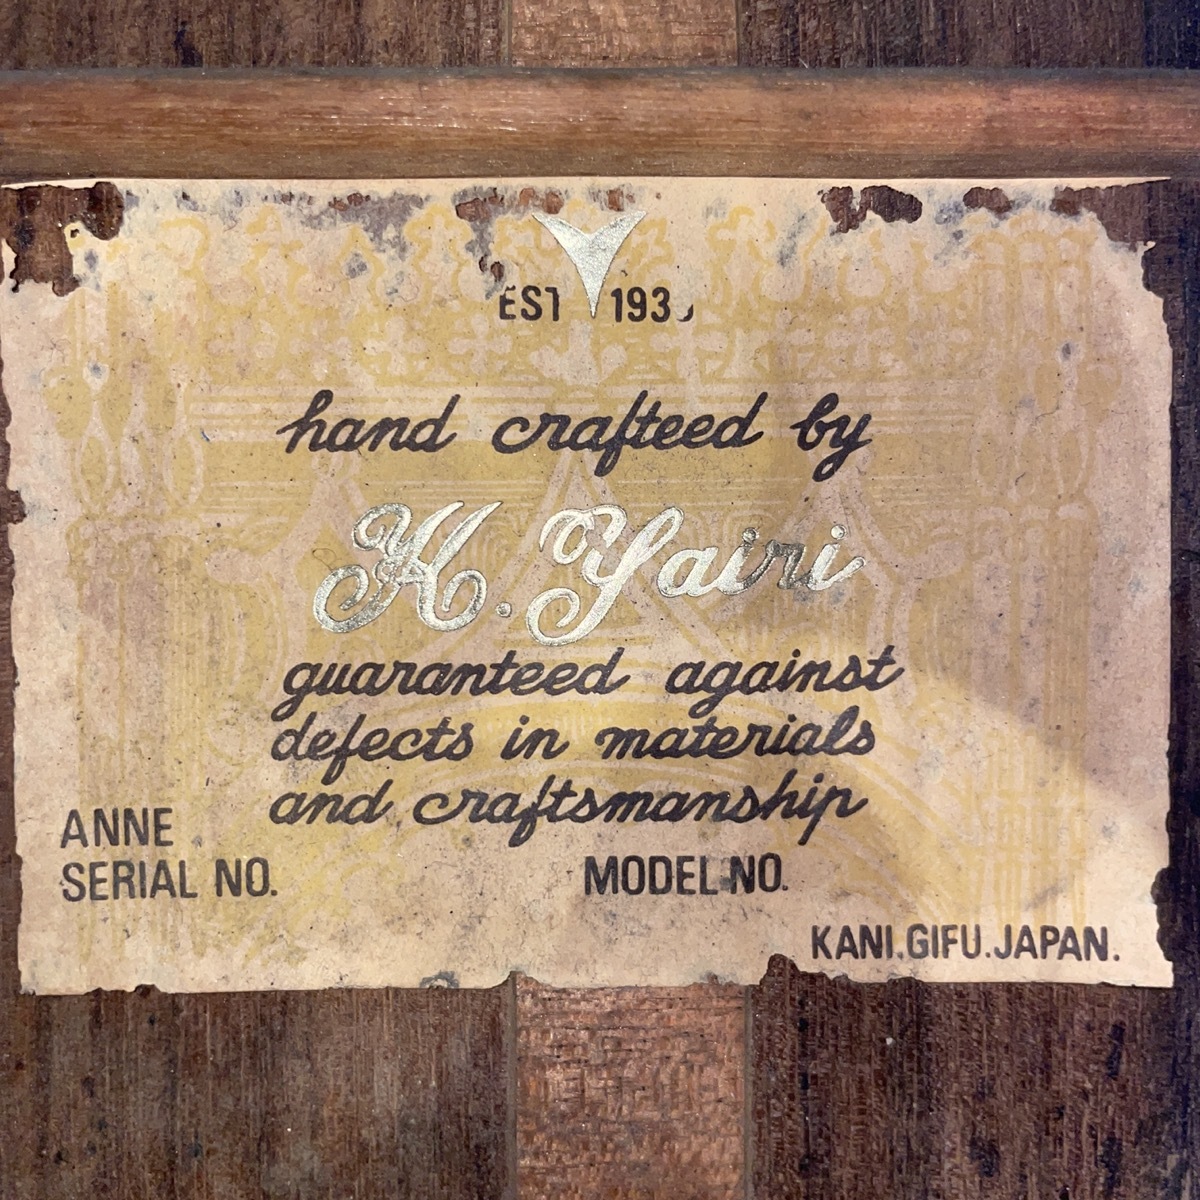 EST 193
hand crafteed by
K. Yairi
guaranteed against
defects in materials
and craftsmanship
ANNE
SERIAL NO. MODEL NO.
KANI.GIFU.JAPAN.